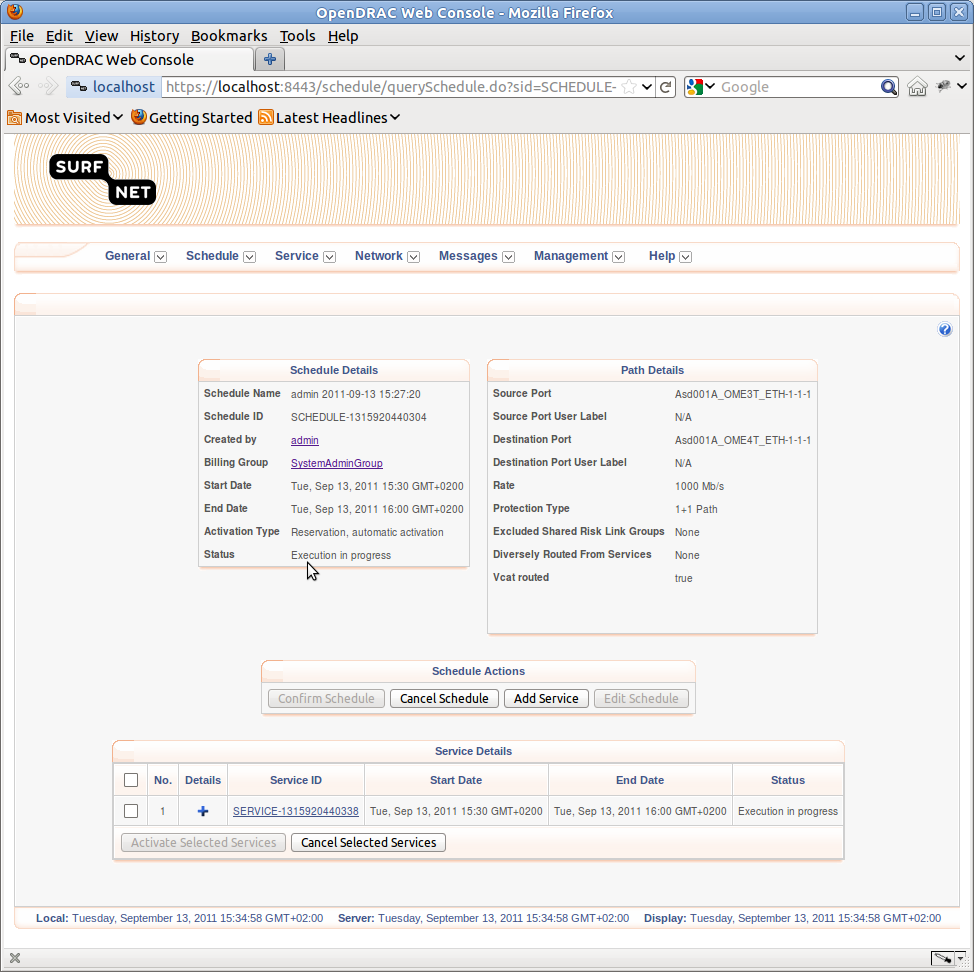 OpenDRAC Web Console - Mozilla Firefox
File Edit View History Bookmarks Tools Help
OpenDRAC Web Console
localhost https://localhost:8443/schedule/querySchedule.do?sid=SCHEDULE- Google
Most Visited Getting Started Latest Headlines
SURF
NET
General Schedule Service Network Messages Management Help
?
Schedule Details
Schedule Name admin 2011-09-13 15:27:20
Schedule ID SCHEDULE-1315920440304
Created by admin
Billing Group SystemAdminGroup
Start Date Tue, Sep 13, 2011 15:30 GMT+0200
End Date Tue, Sep 13, 2011 16:00 GMT+0200
Activation Type Reservation, automatic activation
Status Execution in progress
Path Details
Source Port Asd001A_OME3T_ETH-1-1-1
Source Port User Label N/A
Destination Port Asd001A_OME4T_ETH-1-1-1
Destination Port User Label N/A
Rate 1000 Mb/s
Protection Type 1+1 Path
Excluded Shared Risk Link Groups None
Diversely Routed From Services None
Vcat routed true
Schedule Actions
Confirm Schedule Cancel Schedule Add Service Edit Schedule
Service Details
No. Details Service ID Start Date End Date Status
1 SERVICE-1315920440338 Tue, Sep 13, 2011 15:30 GMT+0200 Tue, Sep 13, 2011 16:00 GMT+0200 Execution in progress
Activate Selected Services Cancel Selected Services
Local: Tuesday, September 13, 2011 15:34:58 GMT+02:00 Server: Tuesday, September 13, 2011 15:34:58 GMT+02:00 Display: Tuesday, September 13, 2011 15:34:58 GMT+02:00